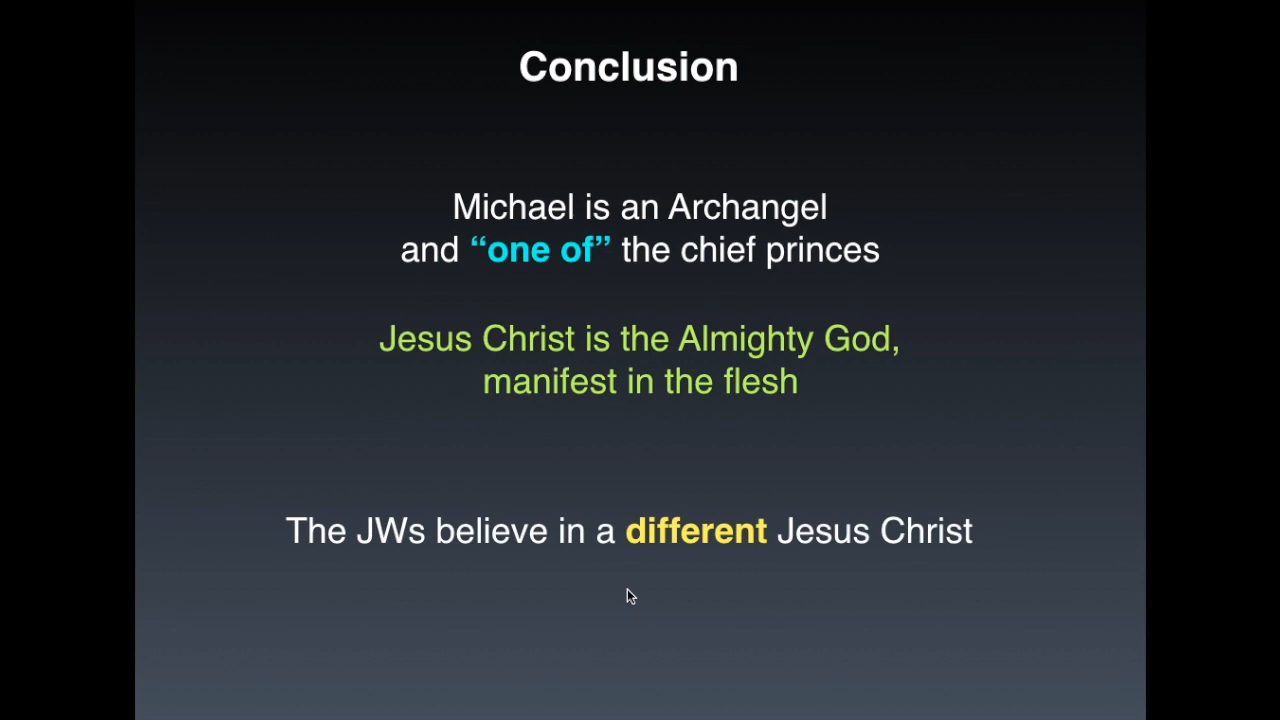 Conclusion
Michael is an Archangel
and “one of” the chief princes
Jesus Christ is the Almighty God,
manifest in the flesh
The JWs believe in a different Jesus Christ